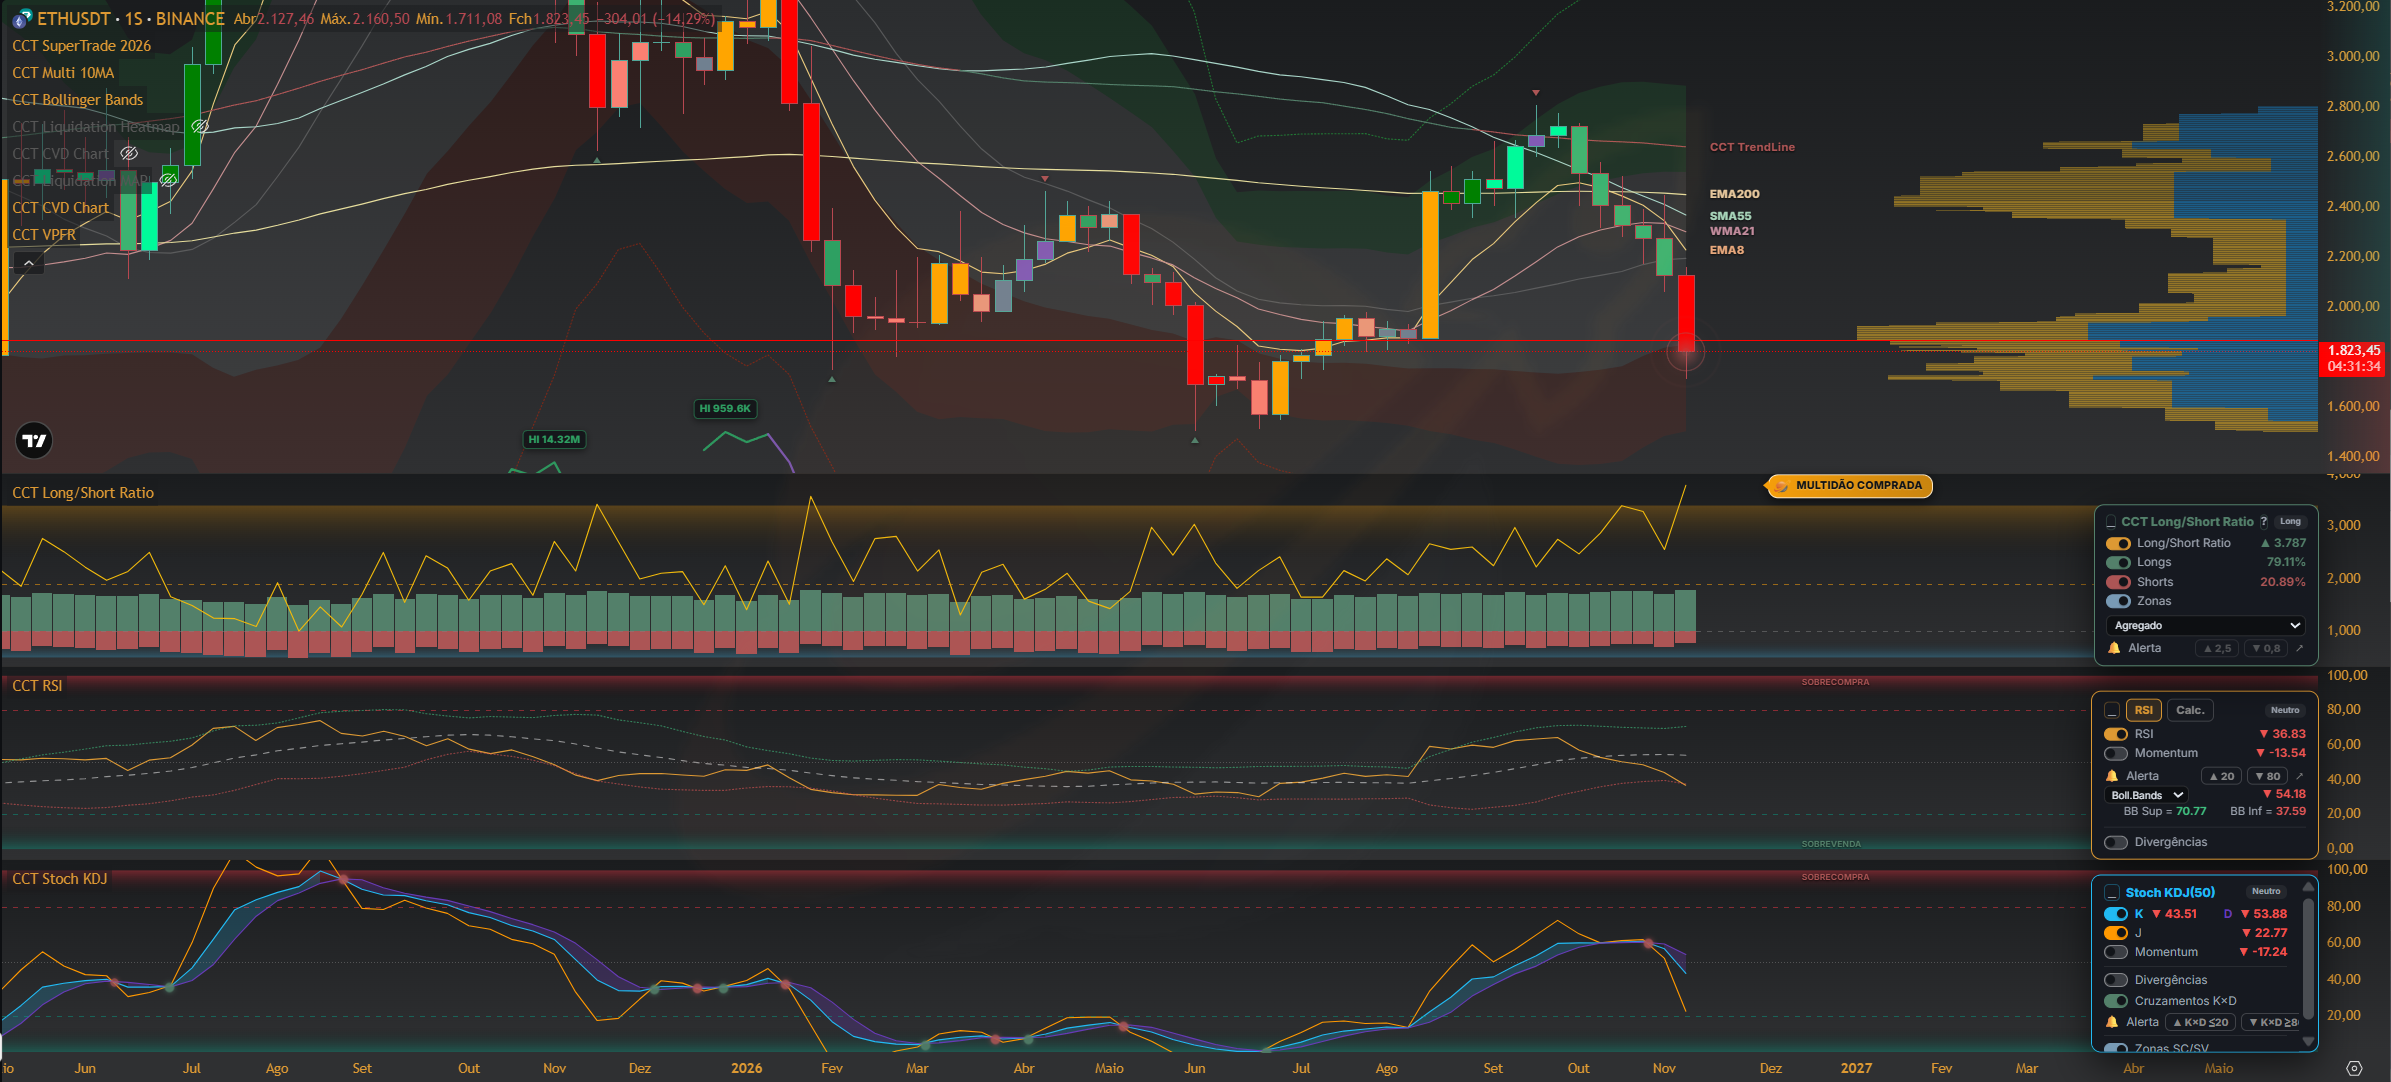 ETHUSDT · 1S · BINANCE Abr2.127,46 Máx.2.160,50 Mín.1.711,08 Fch1.823,45 −304,01 (−14,29%)
CCT SuperTrade 2026
CCT Multi 10MA
CCT Bollinger Bands
CCT Liquidation Heatmap
CCT CVD Chart
CCT Liquidation MAP
CCT CVD Chart
CCT VPFR
3.200,00
3.000,00
2.800,00
2.600,00
2.400,00
2.200,00
2.000,00
1.823,45
04:31:34
1.600,00
1.400,00
CCT TrendLine
EMA200
SMA55
WMA21
EMA8
HI 959.6K
HI 14.32M
CCT Long/Short Ratio
MULTIDÃO COMPRADA
4,000
3,000
2,000
1,000
CCT Long/Short Ratio ? Long
Long/Short Ratio ▲ 3.787
Longs 79.11%
Shorts 20.89%
Zonas
Agregado
Alerta ▲ 2,5 ▼ 0,8
CCT RSI
SOBRECOMPRA
SOBREVENDA
100,00
80,00
60,00
40,00
20,00
0,00
RSI Calc. Neutro
RSI ▼ 36.83
Momentum ▼ -13.54
Alerta ▲ 20 ▼ 80
Boll.Bands ▼ 54.18
BB Sup = 70.77 BB Inf = 37.59
Divergências
CCT Stoch KDJ
SOBRECOMPRA
100,00
80,00
60,00
40,00
20,00
Stoch KDJ(50) Neutro
K ▼ 43.51 D ▼ 53.88
J ▼ 22.77
Momentum ▼ -17.24
Divergências
Cruzamentos K×D
Alerta ▲ K×D ≤20 ▼ K×D ≥8
Zonas SC/SV
io Jun Jul Ago Set Out Nov Dez 2026 Fev Mar Abr Maio Jun Jul Ago Set Out Nov Dez 2027 Fev Mar Abr Maio